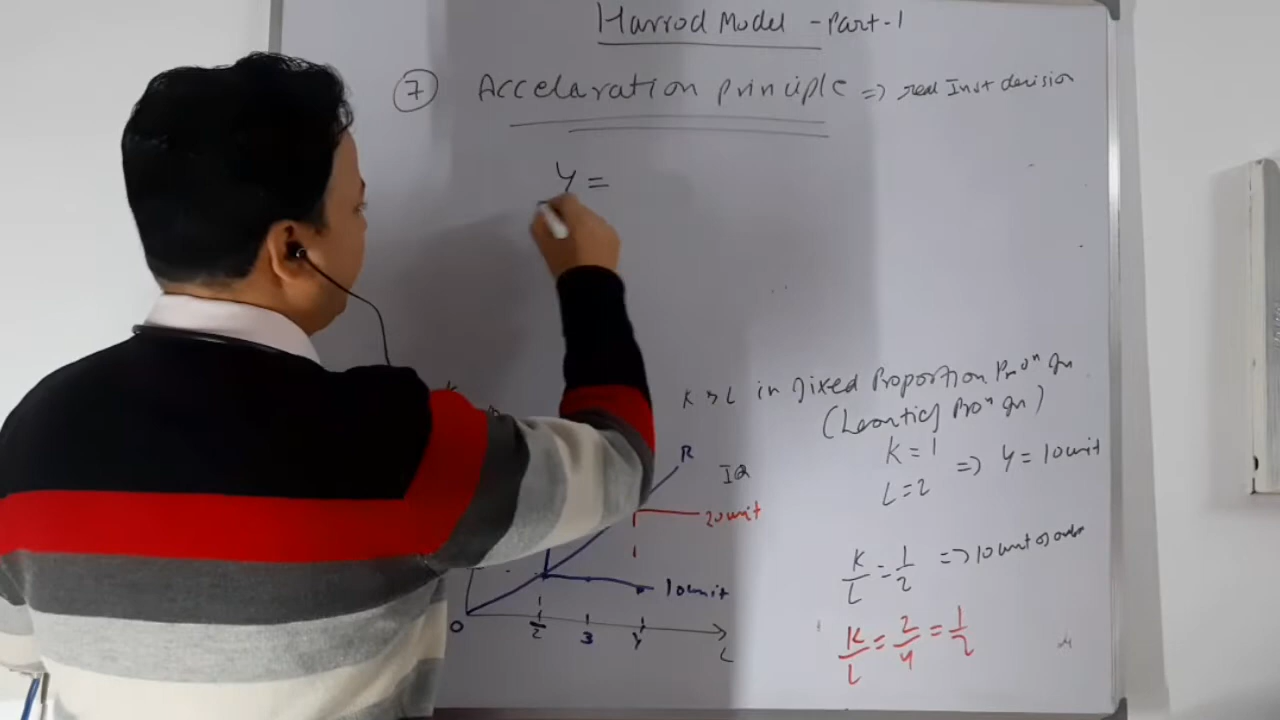 Harrod Model - Part-1
7 Accelaration principle => real Inst decision
Y =
K & L in fixed Proportion Pro^n fn
(Leontief Pro^n fn)
K = 1
L = 2
=> Y = 10 unit
K/L = 1/2 => 10 unit of
K/L = 2/4 = 1/2
R
IQ
20 unit
10 unit
O
2
3
4
L